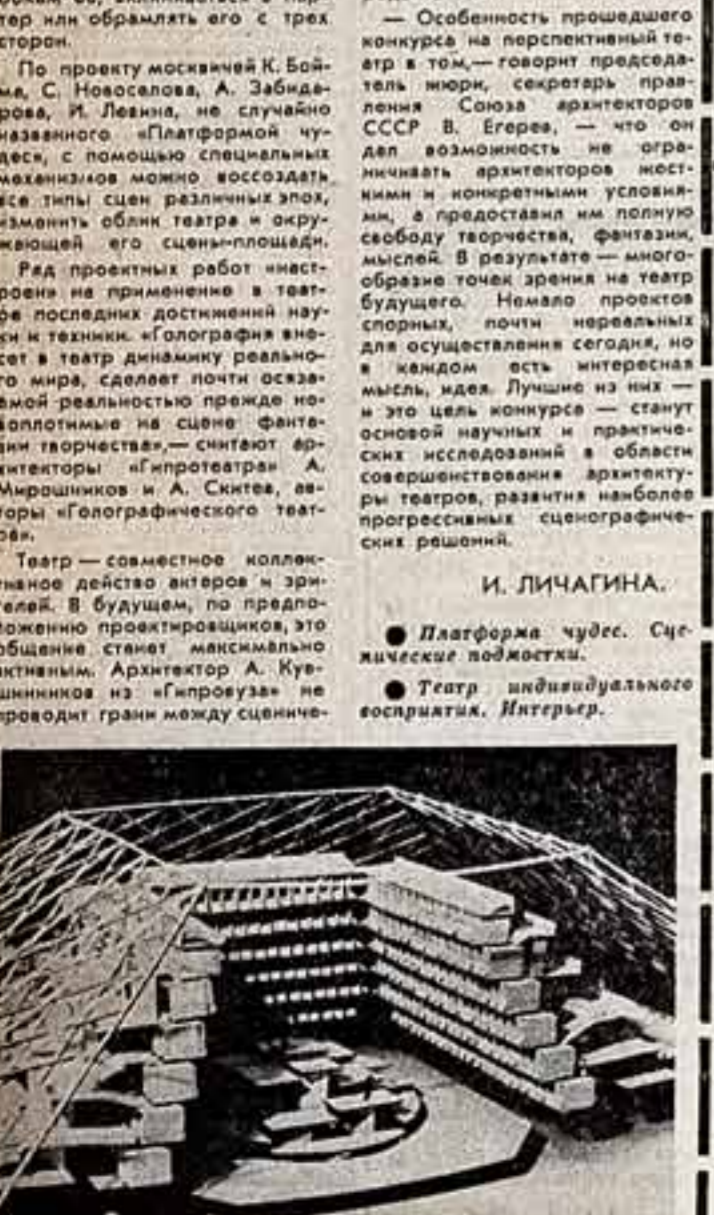 тер или обрамлять его с трех
сторон.
По проекту москвичей К. Бой-
ма, С. Новоселова, А. Забида-
рова, И. Левина, не случайно
названного «Платформой чу-
дес», с помощью специальных
механизмов можно воссоздать
все типы сцен различных эпох,
изменить облик театра и окру-
жающей его сцены-площади.
Ряд проектных работ «наст-
роен» на применение в теат-
ре последних достижений нау-
ки и техники. «Голография вне-
сет в театр динамику реально-
го мира, сделает почти осяза-
емой реальностью прежде не-
воплотимые на сцене фанта-
зии творчества»,— считают ар-
хитекторы «Гипротеатра» А.
Мирошников и А. Скитев, ав-
торы «Голографического теат-
ра».
Театр — совместное коллек-
тивное действо актеров и зри-
телей. В будущем, по предпо-
ложению проектировщиков, это
общение станет максимально
активным. Архитектор А. Кув-
шинников из «Гипровуза» не
проводит грани между сцениче-
— Особенность прошедшего
конкурса на перспективный те-
атр в том,— говорит председа-
тель жюри, секретарь прав-
ления Союза архитекторов
СССР В. Егерев, — что он
дал возможность не огра-
ничивать архитекторов жест-
кими и конкретными условия-
ми, а предоставил им полную
свободу творчества, фантазии,
мыслей. В результате — много-
образие точек зрения на театр
будущего. Немало проектов
спорных, почти нереальных
для осуществления сегодня, но
в каждом есть интересная
мысль, идея. Лучшие из них —
и это цель конкурса — станут
основой научных и практиче-
ских исследований в области
совершенствования архитекту-
ры театров, развития наиболее
прогрессивных сценографиче-
ских решений.
И. ЛИЧАГИНА.
● Платформа чудес. Сце-
нические подмостки.
● Театр индивидуального
восприятия. Интерьер.